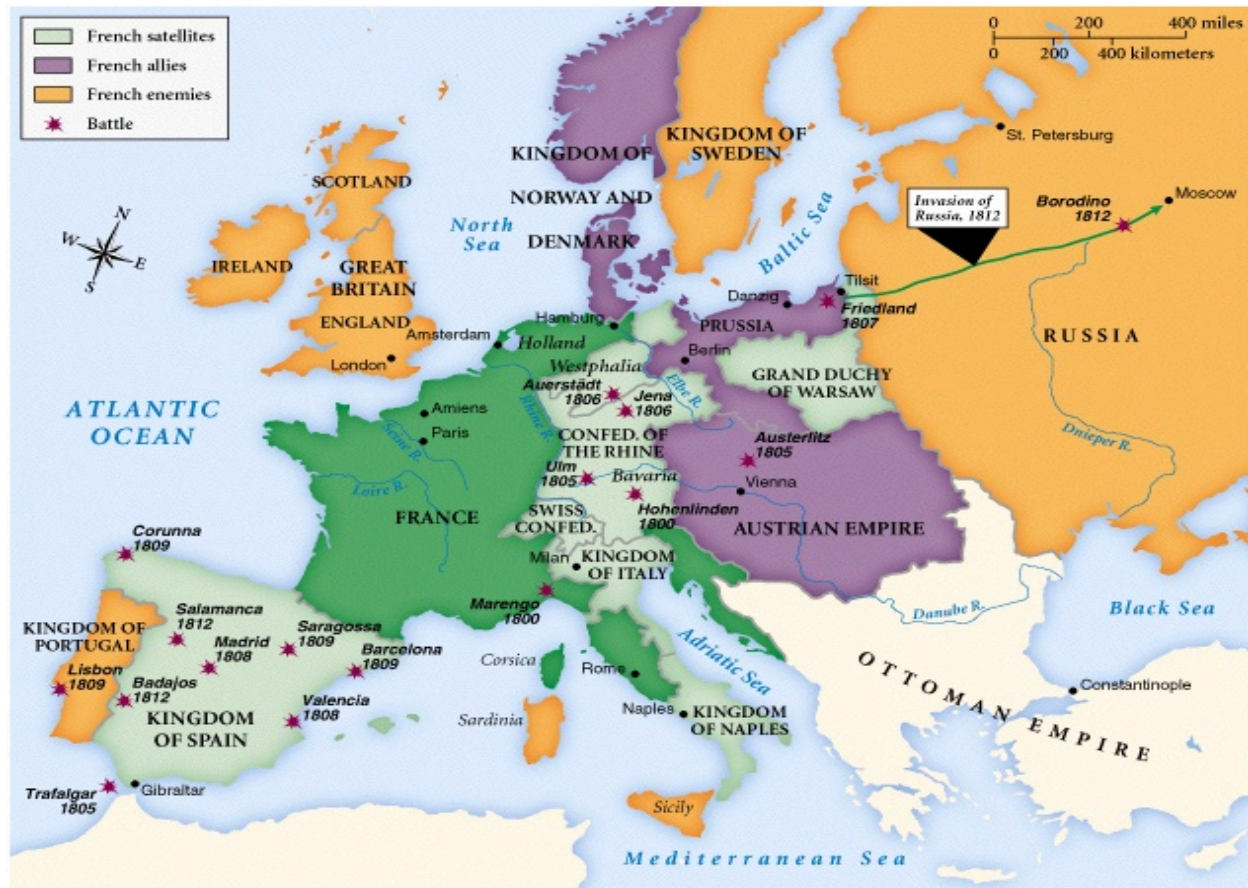 French satellites
French allies
French enemies
Battle
0 200 400 miles
0 200 400 kilometers
N
W
E
S
SCOTLAND
IRELAND
GREAT
BRITAIN
ENGLAND
London
North
Sea
KINGDOM OF
NORWAY AND
DENMARK
KINGDOM OF
SWEDEN
Baltic Sea
St. Petersburg
Moscow
Borodino
1812
Invasion of
Russia, 1812
Tilsit
Friedland
1807
Danzig
PRUSSIA
Berlin
RUSSIA
Dnieper R.
GRAND DUCHY
OF WARSAW
Hamburg
Amsterdam
Holland
Westphalia
Auerstädt
1806
Jena
1806
Elbe R.
Rhine R.
CONFED. OF
THE RHINE
Ulm
1805
Bavaria
Hohenlinden
1800
Austerlitz
1805
Vienna
AUSTRIAN EMPIRE
ATLANTIC
OCEAN
Amiens
Paris
Seine R.
Loire R.
FRANCE
SWISS
CONFED.
Milan
KINGDOM
OF ITALY
Marengo
1800
Corunna
1809
Salamanca
1812
Madrid
1808
Saragossa
1809
Barcelona
1809
KINGDOM OF
PORTUGAL
Lisbon
1809
Badajos
1812
Valencia
1808
KINGDOM
OF SPAIN
Trafalgar
1805
Gibraltar
Corsica
Sardinia
Rome
Naples
KINGDOM
OF NAPLES
Adriatic Sea
Sicily
Danube R.
Black Sea
Constantinople
OTTOMAN EMPIRE
Mediterranean Sea